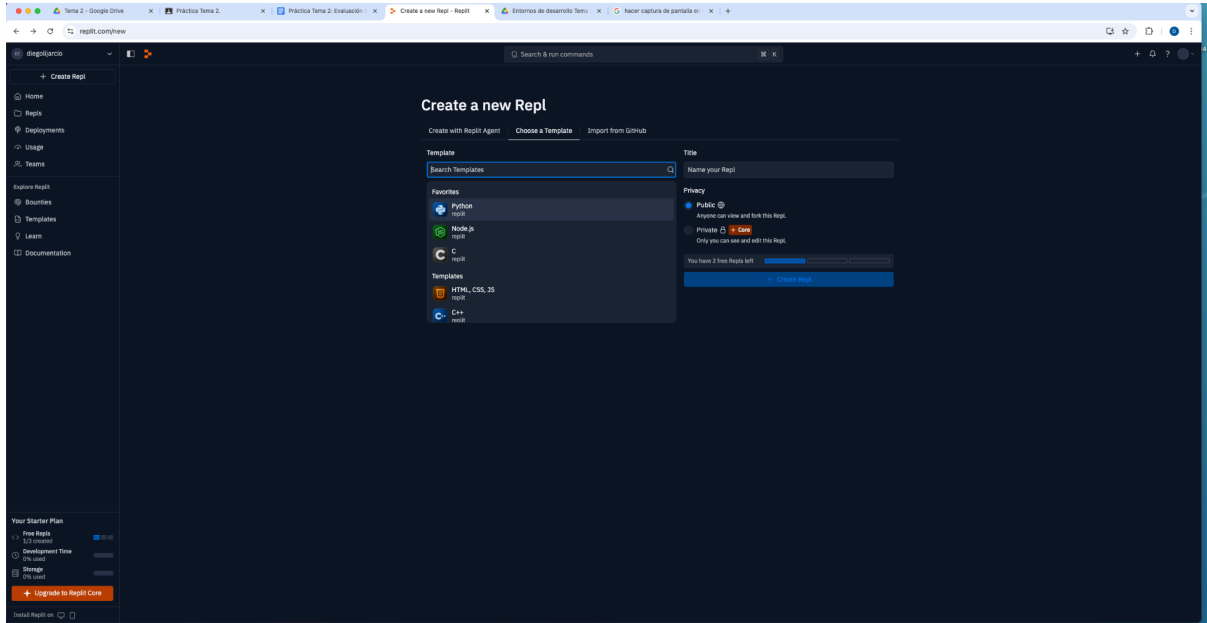 Tema 2 - Google Drive
Práctica Tema 2.
Práctica Tema 2: Evaluación
Create a new Repl - Replit
Entornos de desarrollo Tema
hacer captura de pantalla en
replit.com/new
diegolijarcio
Search & run commands
⌘ K
+ Create Repl
Home
Repls
Deployments
Usage
Teams
Explore Replit
Bounties
Templates
Learn
Documentation
Create a new Repl
Create with Replit Agent
Choose a Template
Import from GitHub
Template
Search Templates
Favorites
Python
replit
Node.js
replit
C
replit
Templates
HTML, CSS, JS
replit
C++
replit
Title
Name your Repl
Privacy
Public
Anyone can view and fork this Repl.
Private + Core
Only you can see and edit this Repl.
You have 2 free Repls left
+ Create Repl
Your Starter Plan
Free Repls
1/3 created
Development Time
0% used
Storage
0% used
Upgrade to Replit Core
Install Replit on